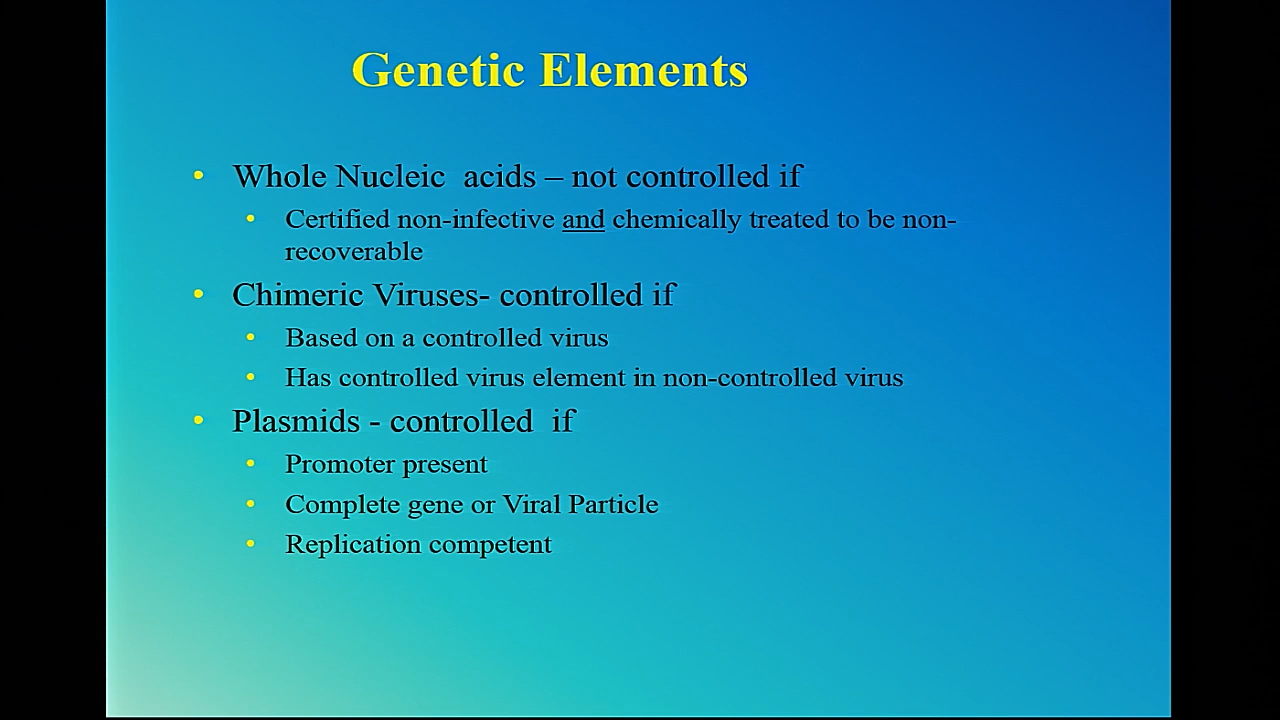 Genetic Elements
• Whole Nucleic acids – not controlled if
• Certified non-infective and chemically treated to be non-
recoverable
• Chimeric Viruses- controlled if
• Based on a controlled virus
• Has controlled virus element in non-controlled virus
• Plasmids - controlled if
• Promoter present
• Complete gene or Viral Particle
• Replication competent